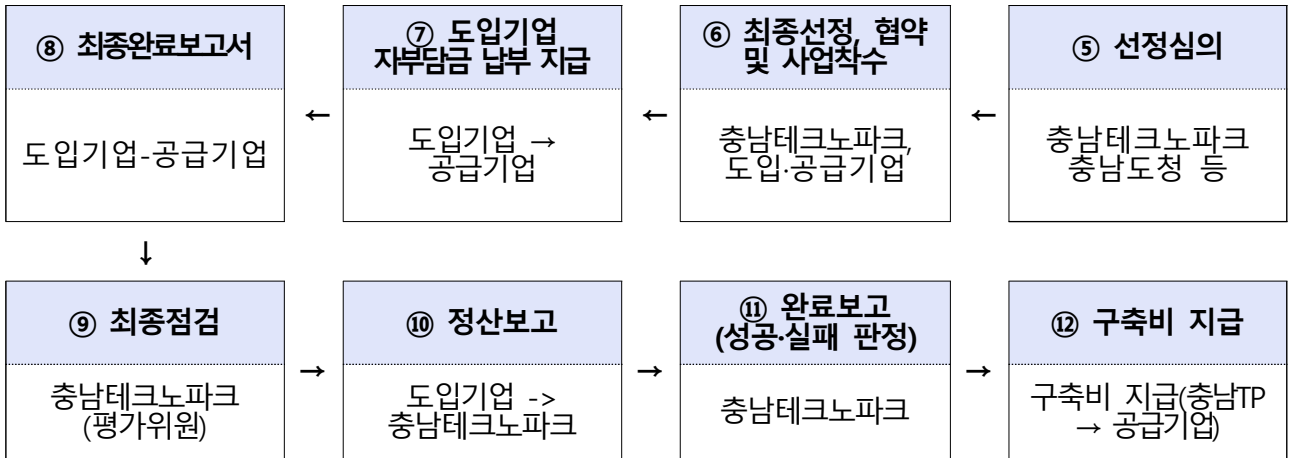 ⑧ 최종완료보고서
도입기업-공급기업
←
⑦ 도입기업
자부담금 납부 지급
도입기업 →
공급기업
←
⑥ 최종선정, 협약
및 사업착수
충남테크노파크,
도입·공급기업
←
⑤ 선정심의
충남테크노파크
충남도청 등
↓
⑨ 최종점검
충남테크노파크
(평가위원)
→
⑩ 정산보고
도입기업 ->
충남테크노파크
→
⑪ 완료보고
(성공·실패 판정)
충남테크노파크
→
⑫ 구축비 지급
구축비 지급(충남TP
→ 공급기업)